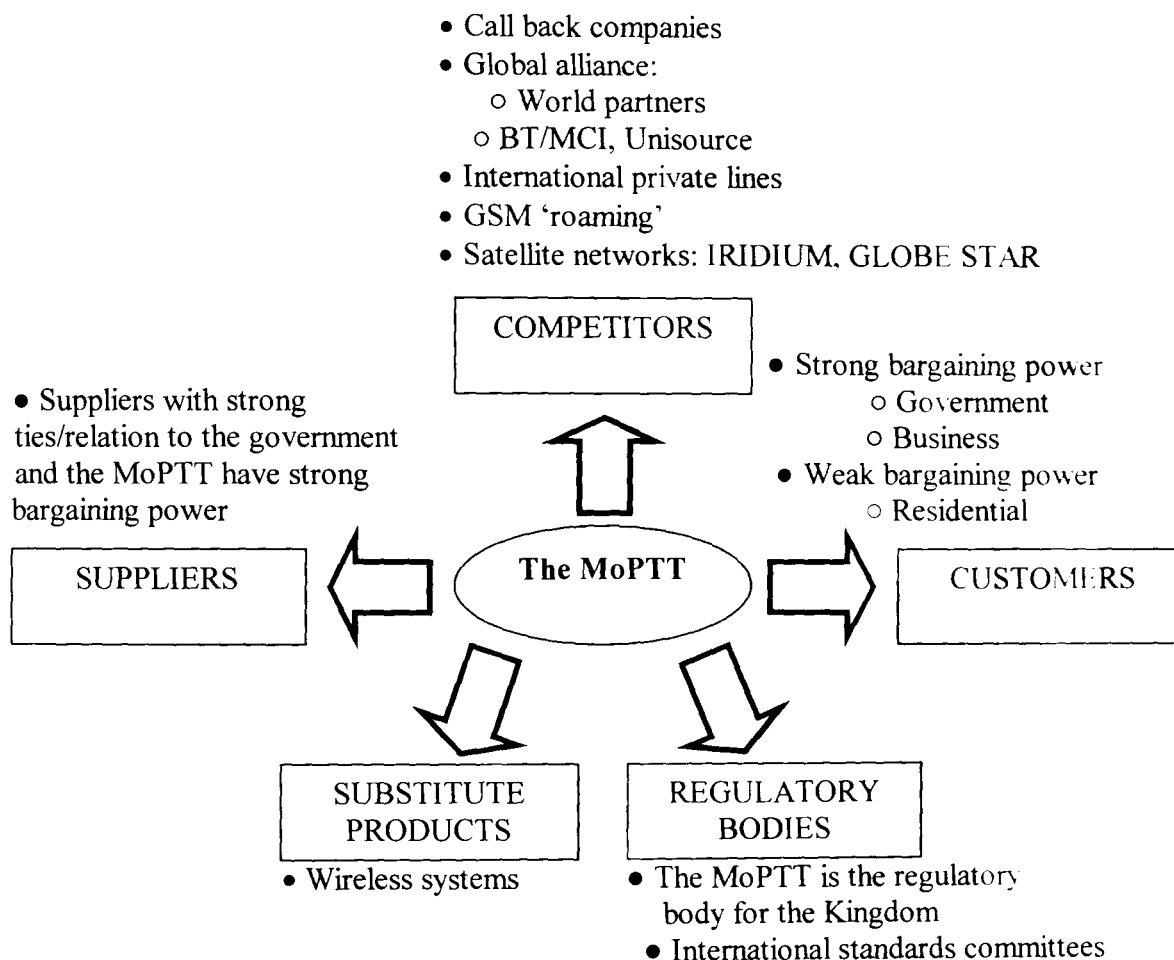 • Call back companies
• Global alliance:
○ World partners
○ BT/MCI, Unisource
• International private lines
• GSM ‘roaming’
• Satellite networks: IRIDIUM, GLOBE STAR
COMPETITORS
• Suppliers with strong
ties/relation to the government
and the MoPTT have strong
bargaining power
SUPPLIERS
The MoPTT
• Strong bargaining power
○ Government
○ Business
• Weak bargaining power
○ Residential
CUSTOMERS
SUBSTITUTE
PRODUCTS
• Wireless systems
REGULATORY
BODIES
• The MoPTT is the regulatory
body for the Kingdom
• International standards committees